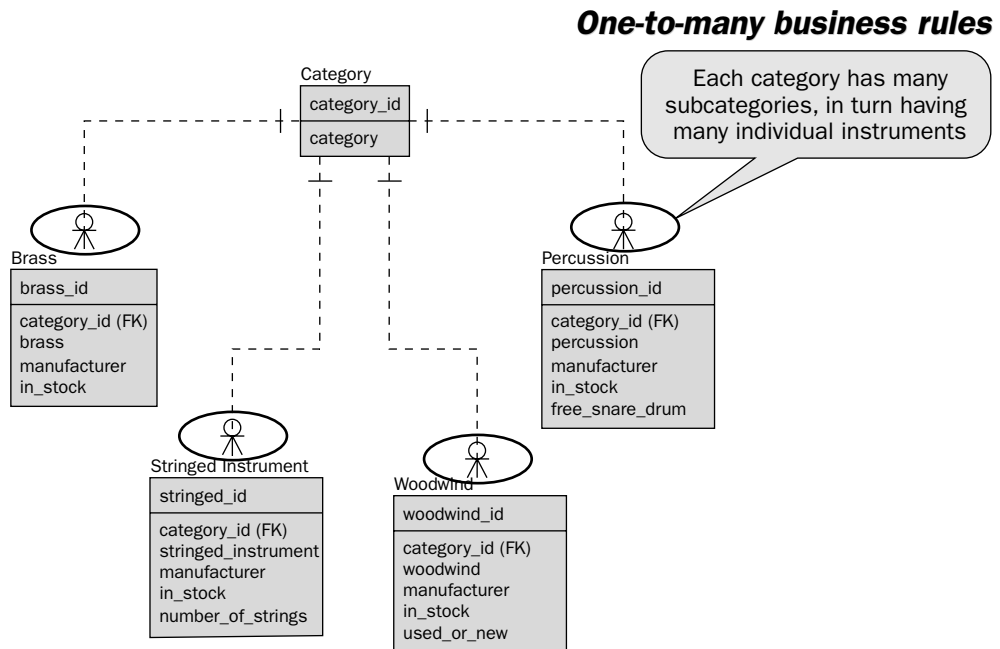 One-to-many business rules
Each category has many
subcategories, in turn having
many individual instruments
Category
category_id
category
Brass
brass_id
category_id (FK)
brass
manufacturer
in_stock
Percussion
percussion_id
category_id (FK)
percussion
manufacturer
in_stock
free_snare_drum
Stringed Instrument
stringed_id
category_id (FK)
stringed_instrument
manufacturer
in_stock
number_of_strings
Woodwind
woodwind_id
category_id (FK)
woodwind
manufacturer
in_stock
used_or_new